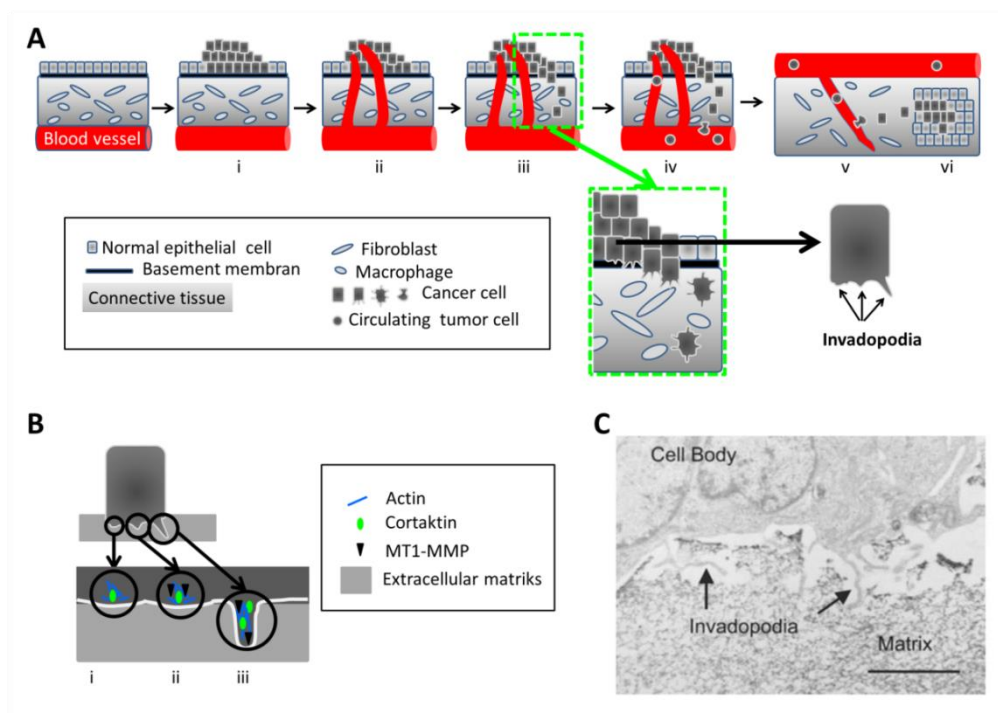 A
Blood vessel
i
ii
iii
iv
v
vi
Normal epithelial cell
Basement membran
Connective tissue
Fibroblast
Macrophage
Cancer cell
Circulating tumor cell
Invadopodia
B
Actin
Cortaktin
MT1-MMP
Extracellular matriks
i
ii
iii
C
Cell Body
Invadopodia
Matrix